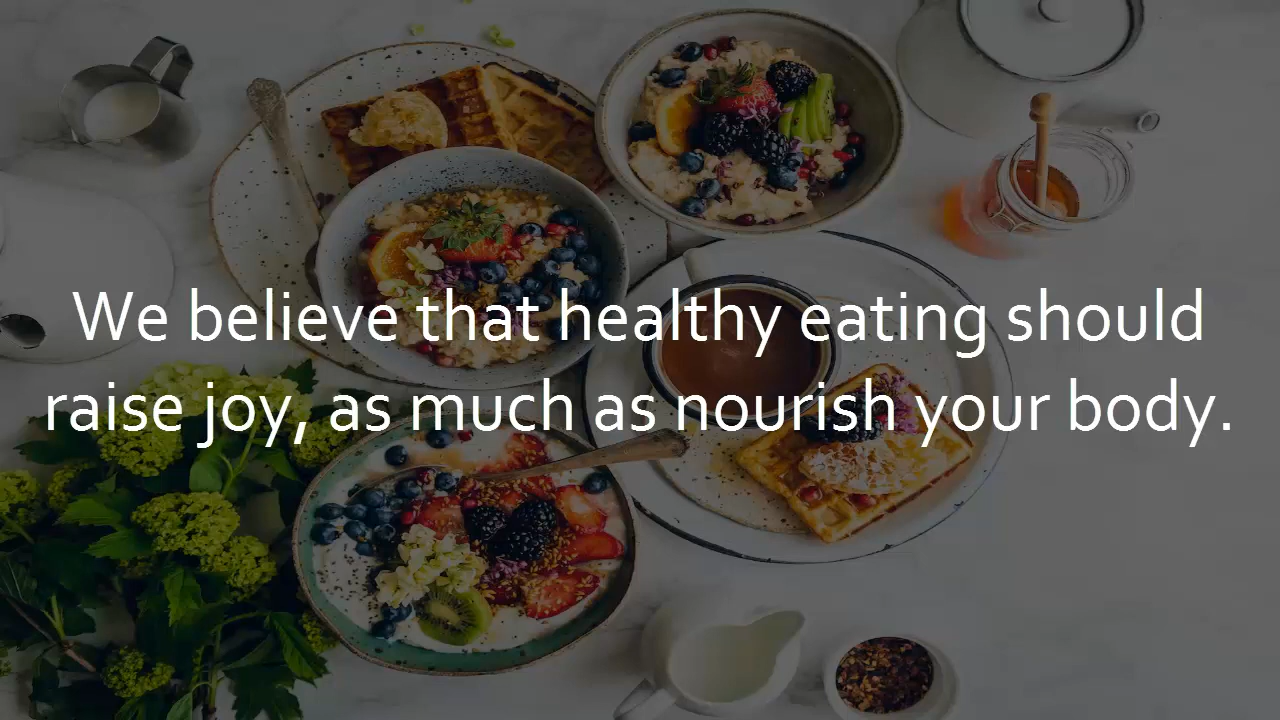 We believe that healthy eating should
raise joy, as much as nourish your body.